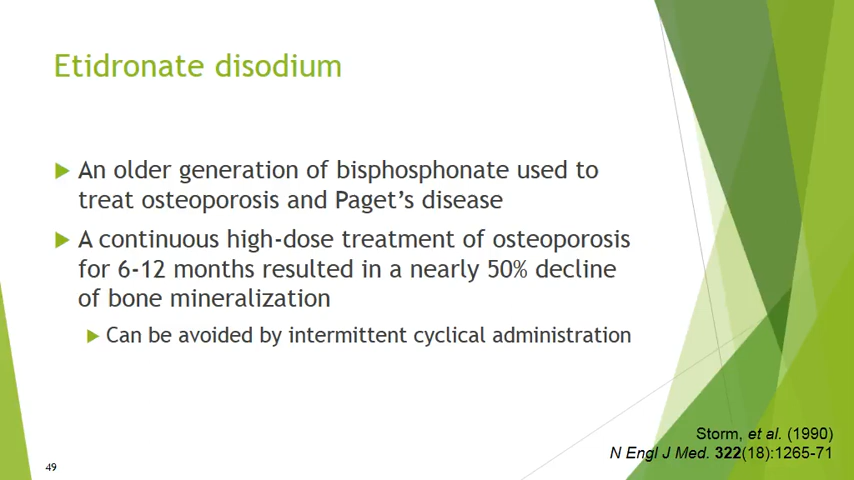 Etidronate disodium
An older generation of bisphosphonate used to
treat osteoporosis and Paget’s disease
A continuous high-dose treatment of osteoporosis
for 6-12 months resulted in a nearly 50% decline
of bone mineralization
Can be avoided by intermittent cyclical administration
Storm, et al. (1990)
N Engl J Med. 322(18):1265-71
49